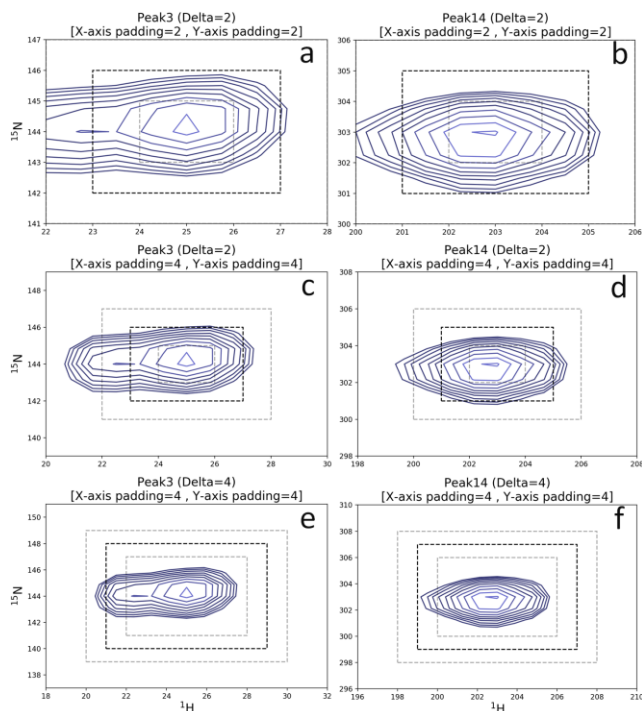 Peak3 (Delta=2)
[X-axis padding=2 , Y-axis padding=2]
a
147
146
145
144
143
142
141
15N
22 23 24 25 26 27 28
Peak14 (Delta=2)
[X-axis padding=2 , Y-axis padding=2]
b
306
305
304
303
302
301
300
200 201 202 203 204 205 206
Peak3 (Delta=2)
[X-axis padding=4 , Y-axis padding=4]
c
148
146
144
142
140
15N
20 22 24 26 28 30
Peak14 (Delta=2)
[X-axis padding=4 , Y-axis padding=4]
d
308
306
304
302
300
298
198 200 202 204 206 208
Peak3 (Delta=4)
[X-axis padding=4 , Y-axis padding=4]
e
150
148
146
144
142
140
138
15N
18 20 22 24 26 28 30 32
1H
Peak14 (Delta=4)
[X-axis padding=4 , Y-axis padding=4]
f
310
308
306
304
302
300
298
296
196 198 200 202 204 206 208 210
1H